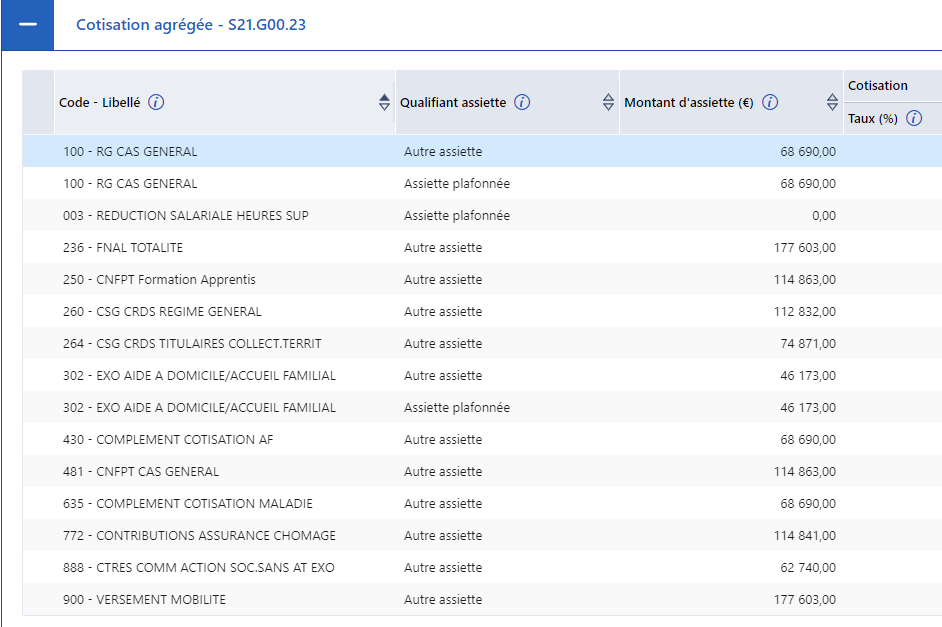 Cotisation agrégée - S21.G00.23
Code - Libellé Qualifiant assiette Montant d'assiette (€) Cotisation
Taux (%)
100 - RG CAS GENERAL Autre assiette 68 690,00
100 - RG CAS GENERAL Assiette plafonnée 68 690,00
003 - REDUCTION SALARIALE HEURES SUP Assiette plafonnée 0,00
236 - FNAL TOTALITE Autre assiette 177 603,00
250 - CNFPT Formation Apprentis Autre assiette 114 863,00
260 - CSG CRDS REGIME GENERAL Autre assiette 112 832,00
264 - CSG CRDS TITULAIRES COLLECT.TERRIT Autre assiette 74 871,00
302 - EXO AIDE A DOMICILE/ACCUEIL FAMILIAL Autre assiette 46 173,00
302 - EXO AIDE A DOMICILE/ACCUEIL FAMILIAL Assiette plafonnée 46 173,00
430 - COMPLEMENT COTISATION AF Autre assiette 68 690,00
481 - CNFPT CAS GENERAL Autre assiette 114 863,00
635 - COMPLEMENT COTISATION MALADIE Autre assiette 68 690,00
772 - CONTRIBUTIONS ASSURANCE CHOMAGE Autre assiette 114 841,00
888 - CTRES COMM ACTION SOC.SANS AT EXO Autre assiette 62 740,00
900 - VERSEMENT MOBILITE Autre assiette 177 603,00